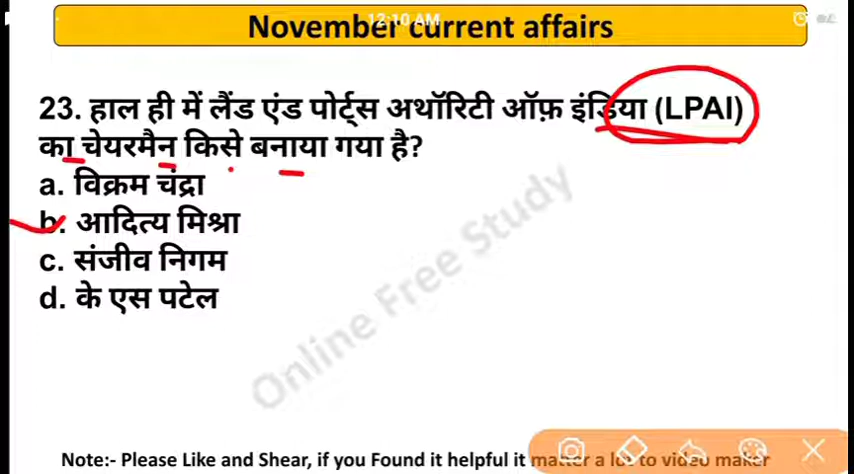 12:10 AM
November current affairs
23. हाल ही में लैंड एंड पोर्ट्स अथॉरिटी ऑफ़ इंडिया (LPAI)
का चेयरमैन किसे बनाया गया है?
a. विक्रम चंद्रा
b. आदित्य मिश्रा
c. संजीव निगम
d. के एस पटेल
Online Free Study
Note:- Please Like and Shear, if you Found it helpful it matter a lot to video maker